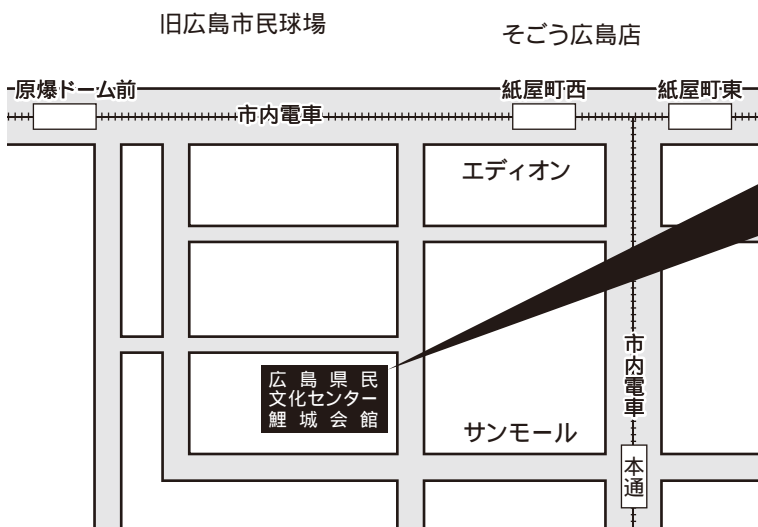 旧広島市民球場
そごう広島店
原爆ドーム前
紙屋町西
紙屋町東
市内電車
エディオン
市内電車
広島県民
文化センター
鯉城会館
サンモール
本通